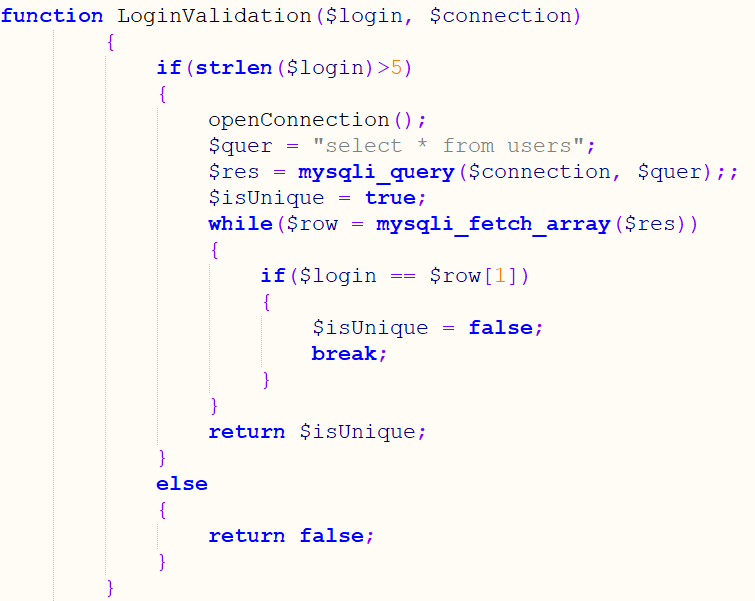 function LoginValidation($login, $connection)
{
if(strlen($login)>5)
{
openConnection();
$quer = "select * from users";
$res = mysqli_query($connection, $quer);;
$isUnique = true;
while($row = mysqli_fetch_array($res))
{
if($login == $row[1])
{
$isUnique = false;
break;
}
}
return $isUnique;
}
else
{
return false;
}
}